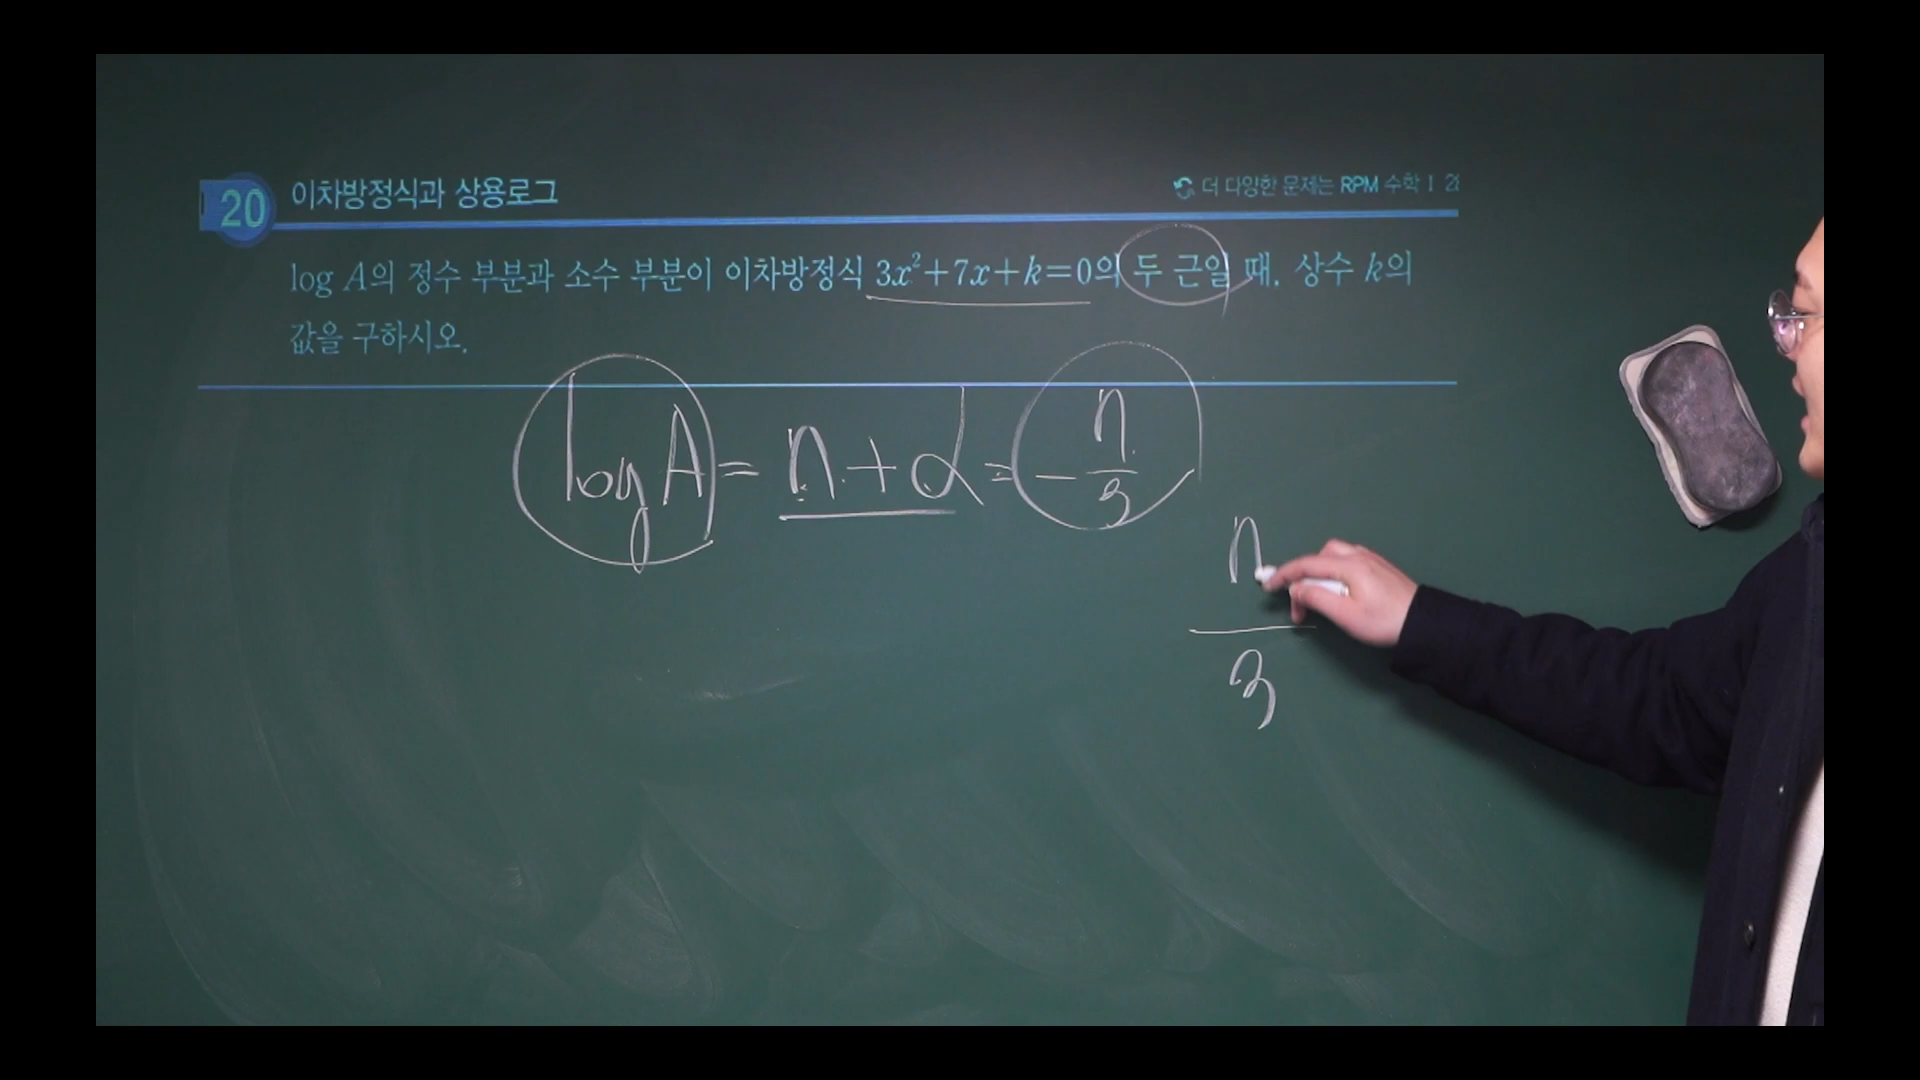 20 이차방정식과 상용로그
더 다양한 문제는 RPM 수학 I
log A의 정수 부분과 소수 부분이 이차방정식 3x²+7x+k=0의 두 근일 때, 상수 k의
값을 구하시오.
log A = n + α = - 7/3
7
3